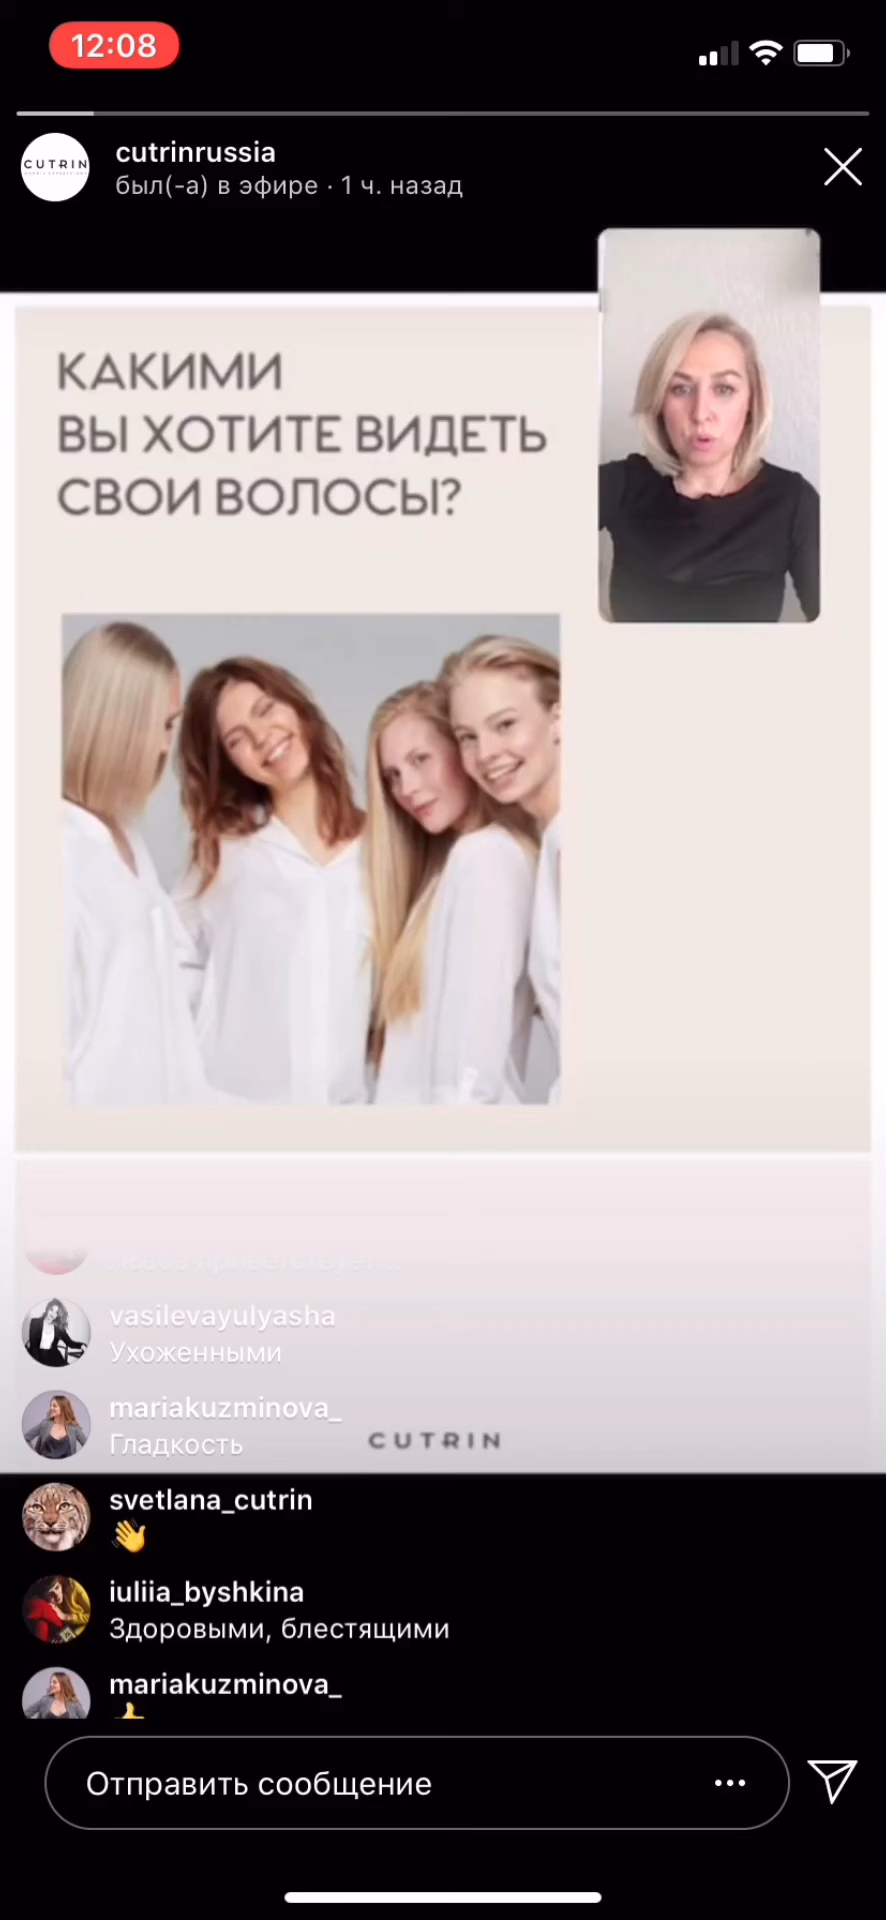 12:08
CUTRIN
cutrinrussia
был(-а) в эфире · 1 ч. назад
КАКИМИ
ВЫ ХОТИТЕ ВИДЕТЬ
СВОИ ВОЛОСЫ?
vasilevayulyasha
Ухоженными
mariakuzminova_
Гладкость
CUTRIN
svetlana_cutrin
👋
iuliia_byshkina
Здоровыми, блестящими
mariakuzminova_
Отправить сообщение